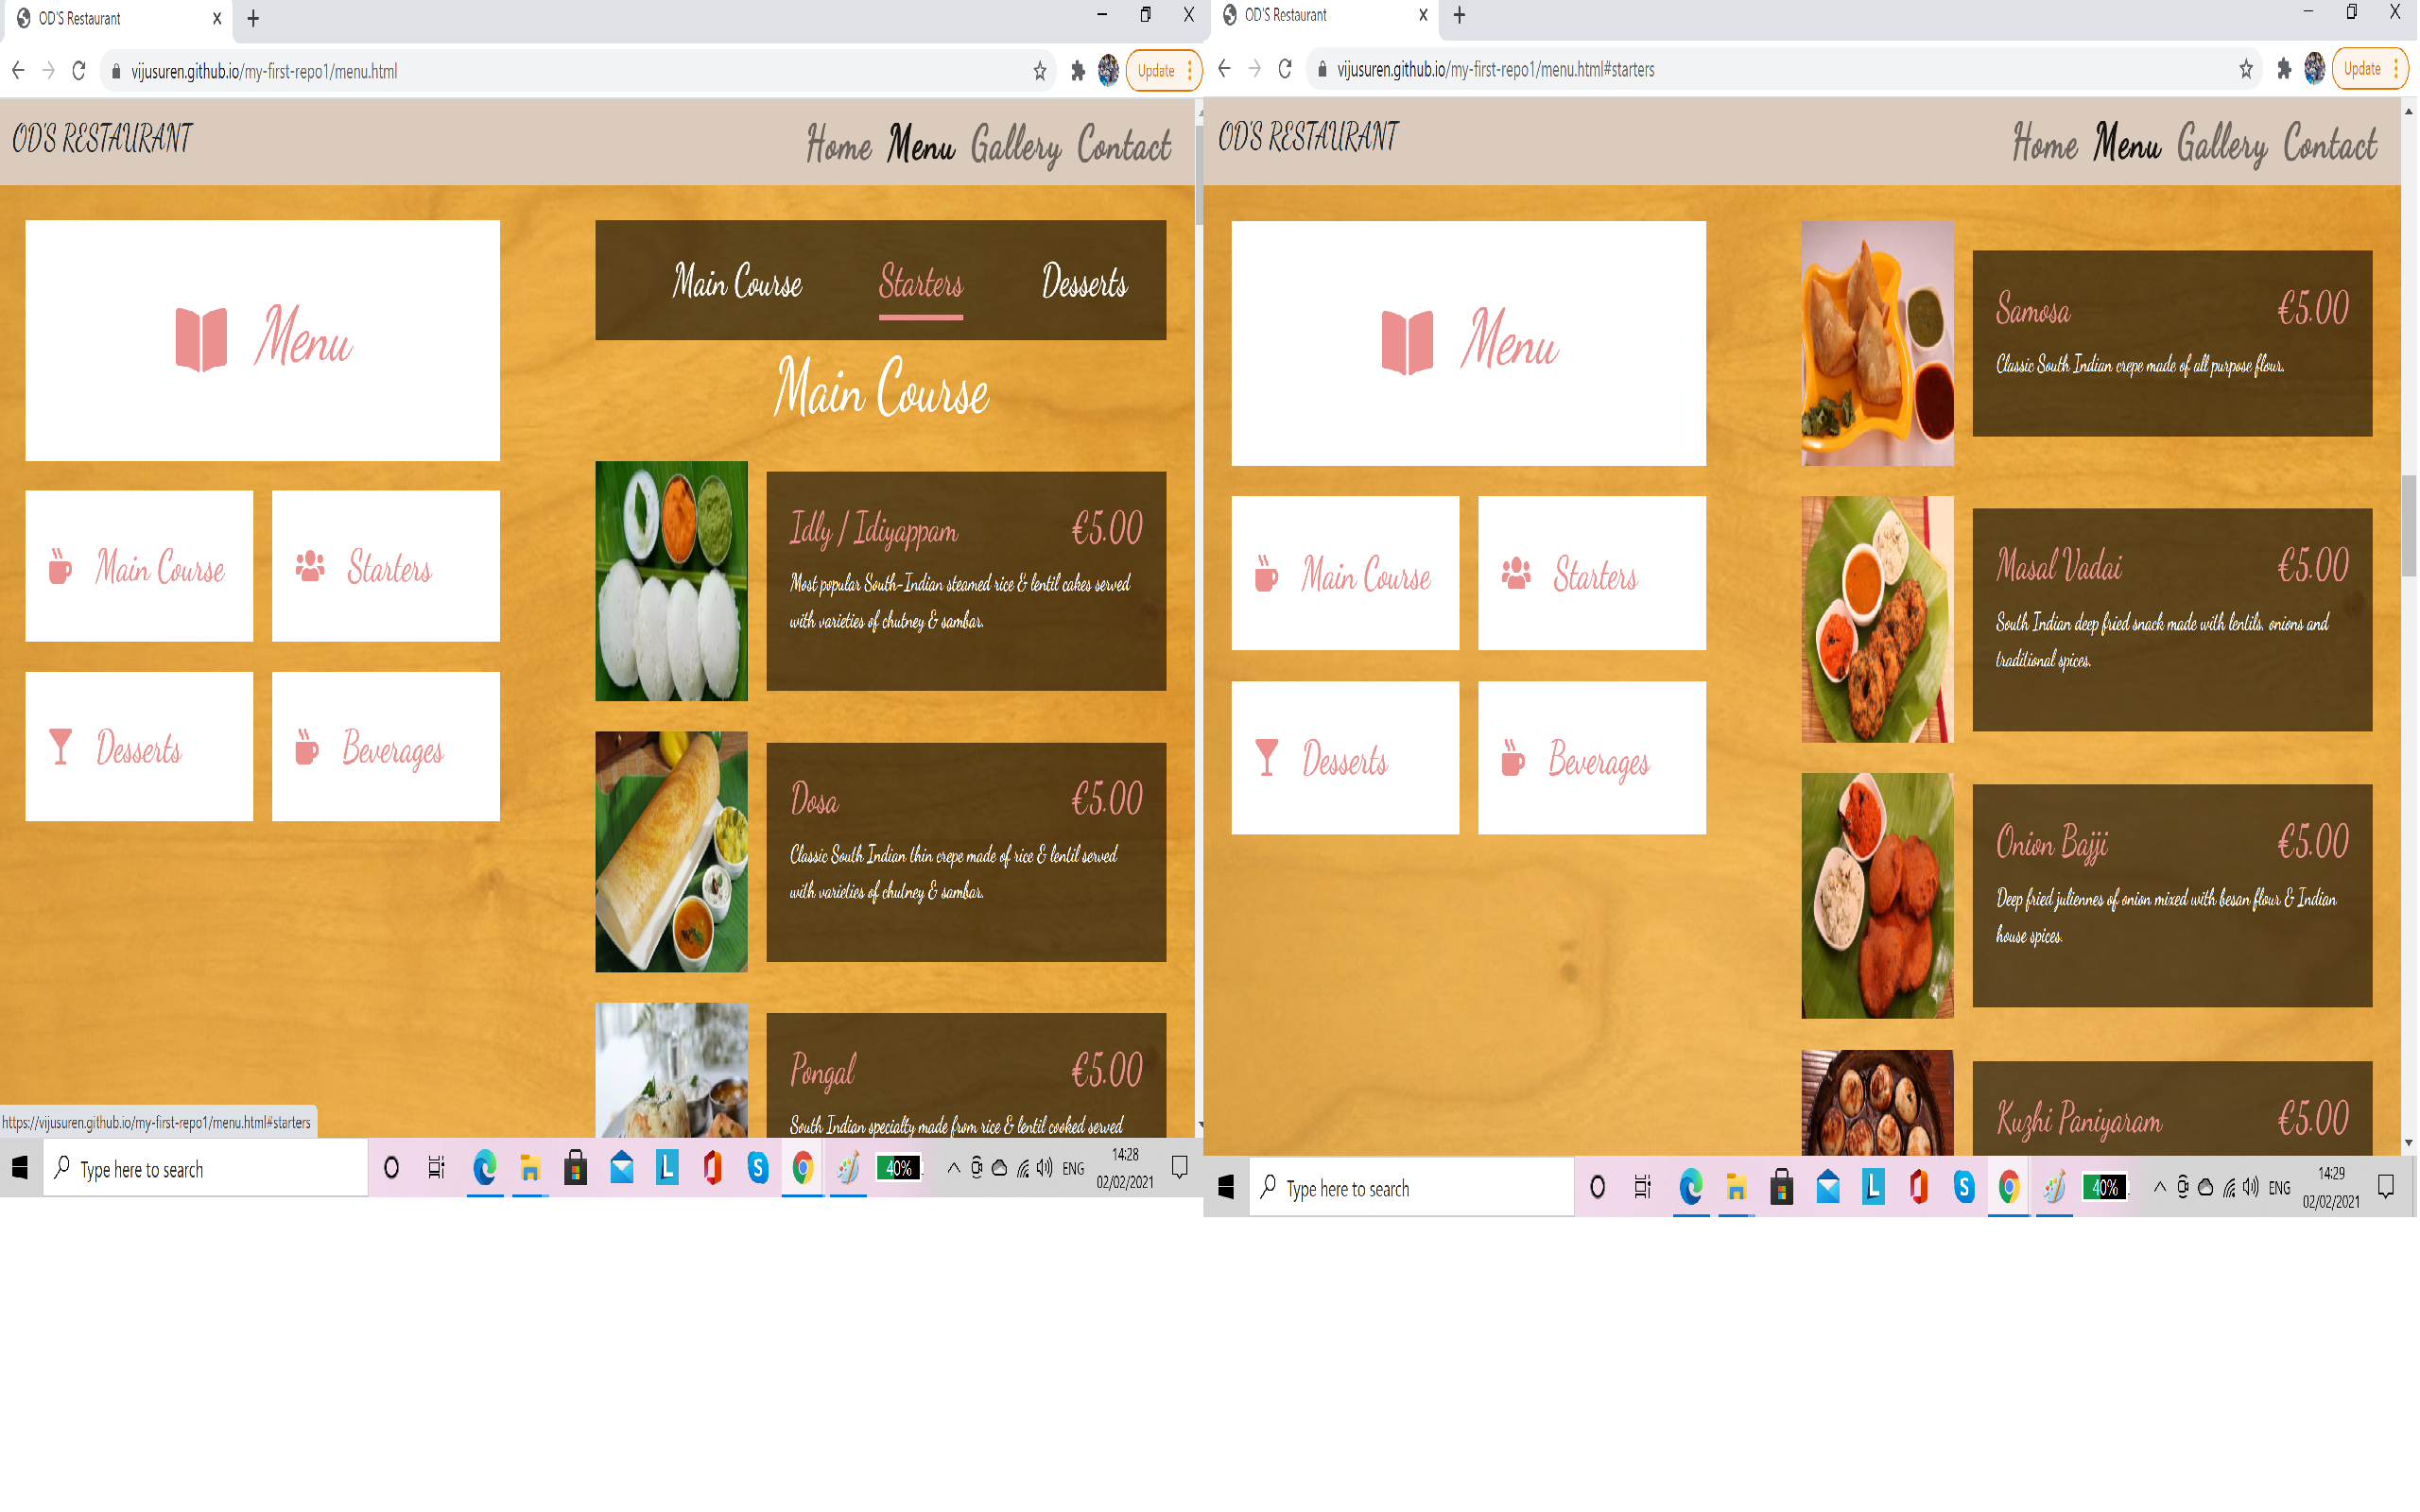 OD'S Restaurant
vijusuren.github.io/my-first-repo1/menu.html
Update
OD'S RESTAURANT
Home Menu Gallery Contact
Menu
Main Course
Starters
Desserts
Beverages
Main Course Starters Desserts
Main Course
Idly / Idiyappam €5.00
Most popular South-Indian steamed rice & lentil cakes served
with varieties of chutney & sambar.
Dosa €5.00
Classic South Indian thin crepe made of rice & lentil served
with varieties of chutney & sambar.
Pongal €5.00
South Indian specialty made from rice & lentil cooked served
https://vijusuren.github.io/my-first-repo1/menu.html#starters
Type here to search
40%
ENG
14:28
02/02/2021
OD'S Restaurant
vijusuren.github.io/my-first-repo1/menu.html#starters
Update
OD'S RESTAURANT
Home Menu Gallery Contact
Menu
Main Course
Starters
Desserts
Beverages
Samosa €5.00
Classic South Indian crepe made of all purpose flour.
Masal Vadai €5.00
South Indian deep fried snack made with lentils, onions and
traditional spices.
Onion Bajji €5.00
Deep fried juliennes of onion mixed with besan flour & Indian
house spices.
Kuzhi Paniyaram €5.00
Type here to search
40%
ENG
14:29
02/02/2021